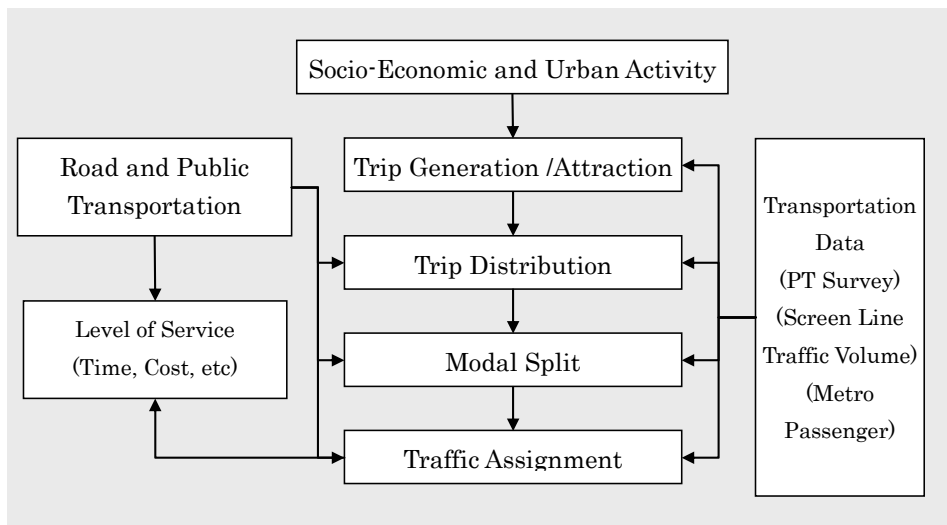 Socio-Economic and Urban Activity
Road and Public
Transportation
Trip Generation /Attraction
Trip Distribution
Level of Service
(Time, Cost, etc)
Modal Split
Traffic Assignment
Transportation
Data
(PT Survey)
(Screen Line
Traffic Volume)
(Metro
Passenger)